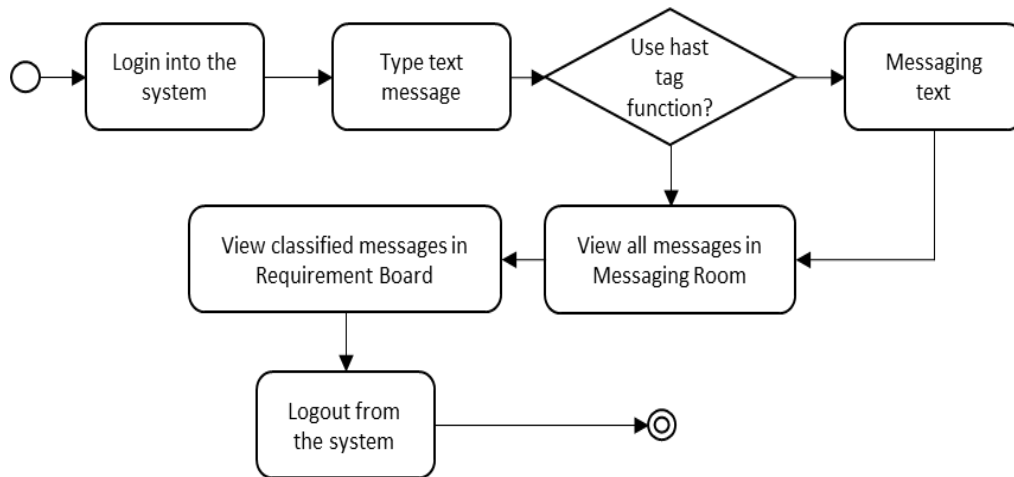 Login into the
system
Type text
message
Use hast
tag
function?
Messaging
text
View classified messages in
Requirement Board
View all messages in
Messaging Room
Logout from
the system